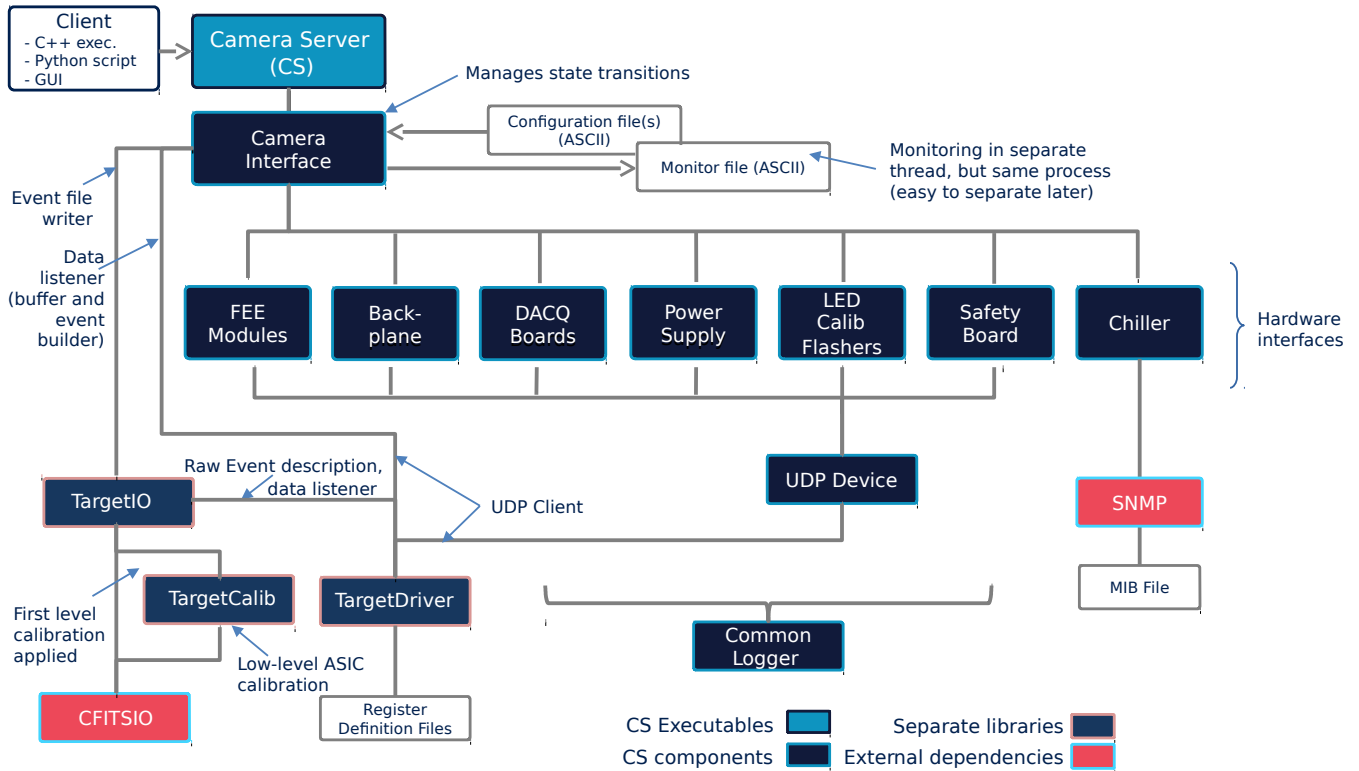 Client
- C++ exec.
- Python script
- GUI
Camera Server
(CS)
Manages state transitions
Configuration file(s)
(ASCII)
Camera
Interface
Monitor file (ASCII)
Monitoring in separate
thread, but same process
(easy to separate later)
Event file
writer
Data
listener
(buffer and
event
builder)
FEE
Modules
Back-
plane
DACQ
Boards
Power
Supply
LED
Calib
Flashers
Safety
Board
Chiller
Hardware
interfaces
Raw Event description,
data listener
UDP Client
UDP Device
TargetIO
SNMP
TargetCalib
TargetDriver
MIB File
First level
calibration
applied
Low-level ASIC
calibration
Common
Logger
CFITSIO
Register
Definition Files
CS Executables
Separate libraries
CS components
External dependencies